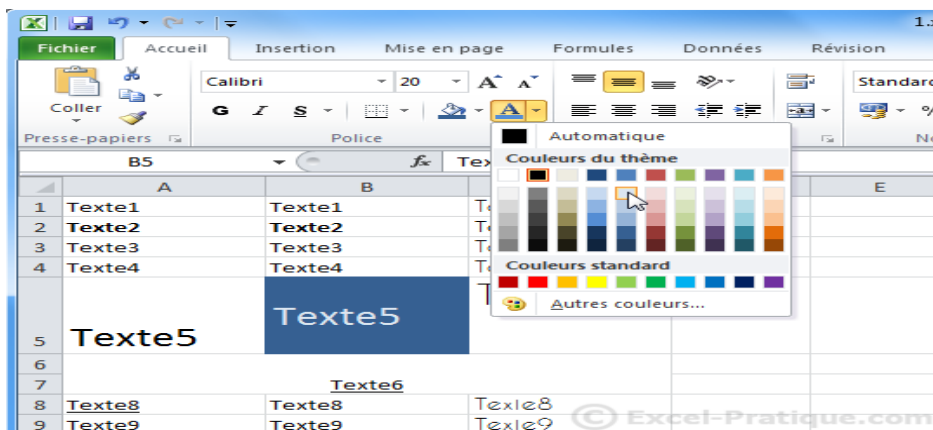 1.
Fichier Accueil Insertion Mise en page Formules Données Révision
Calibri 20 A A Standard
Coller G I S A
Presse-papiers Police
Automatique
B5 fx
Couleurs du thème
A B E
1 Texte1 Texte1
2 Texte2 Texte2
3 Texte3 Texte3
4 Texte4 Texte4
Couleurs standard
Autres couleurs...
5 Texte5 Texte5
6
7 Texte6
8 Texte8 Texte8 Texte8
9 Texte9 Texte9 Texte9
© Excel-Pratique.com